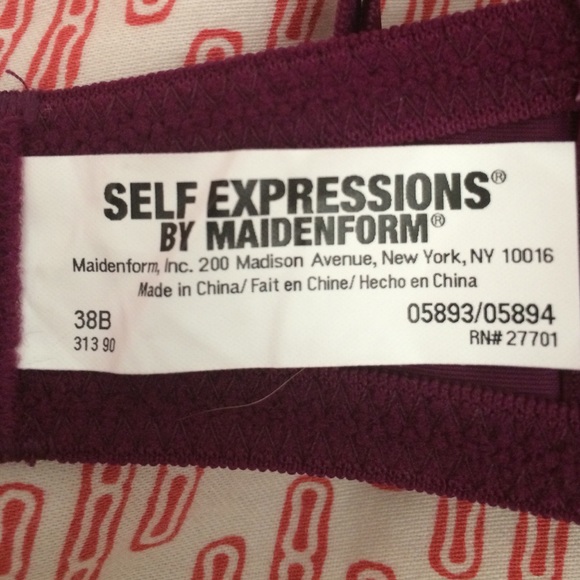 SELF EXPRESSIONS®
BY MAIDENFORM®
Maidenform, Inc. 200 Madison Avenue, New York, NY 10016
Made in China/ Fait en Chine/ Hecho en China
38B 05893/05894
313 90 RN# 27701